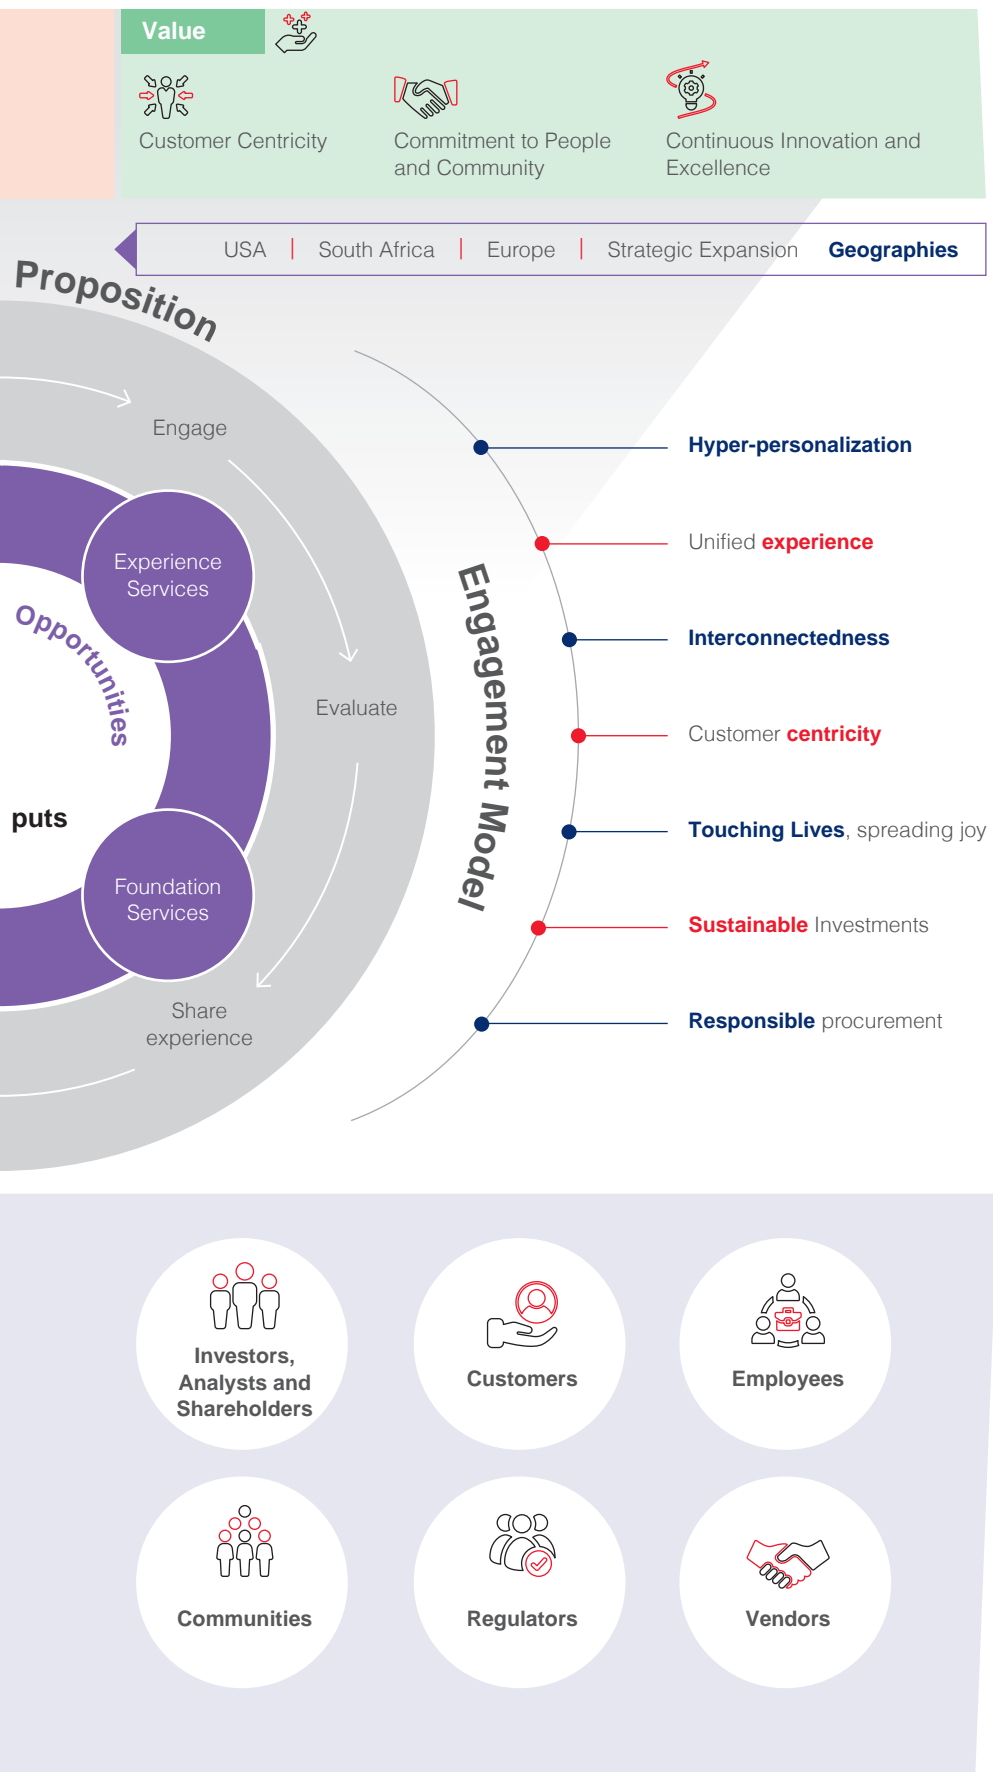 Value
Customer Centricity
Commitment to People
and Community
Continuous Innovation and
Excellence
USA | South Africa | Europe | Strategic Expansion Geographies
Proposition
Engage
Experience
Services
Opportunities
Evaluate
puts
Foundation
Services
Share
experience
Engagement Model
Hyper-personalization
Unified experience
Interconnectedness
Customer centricity
Touching Lives, spreading joy
Sustainable Investments
Responsible procurement
Investors,
Analysts and
Shareholders
Customers
Employees
Communities
Regulators
Vendors